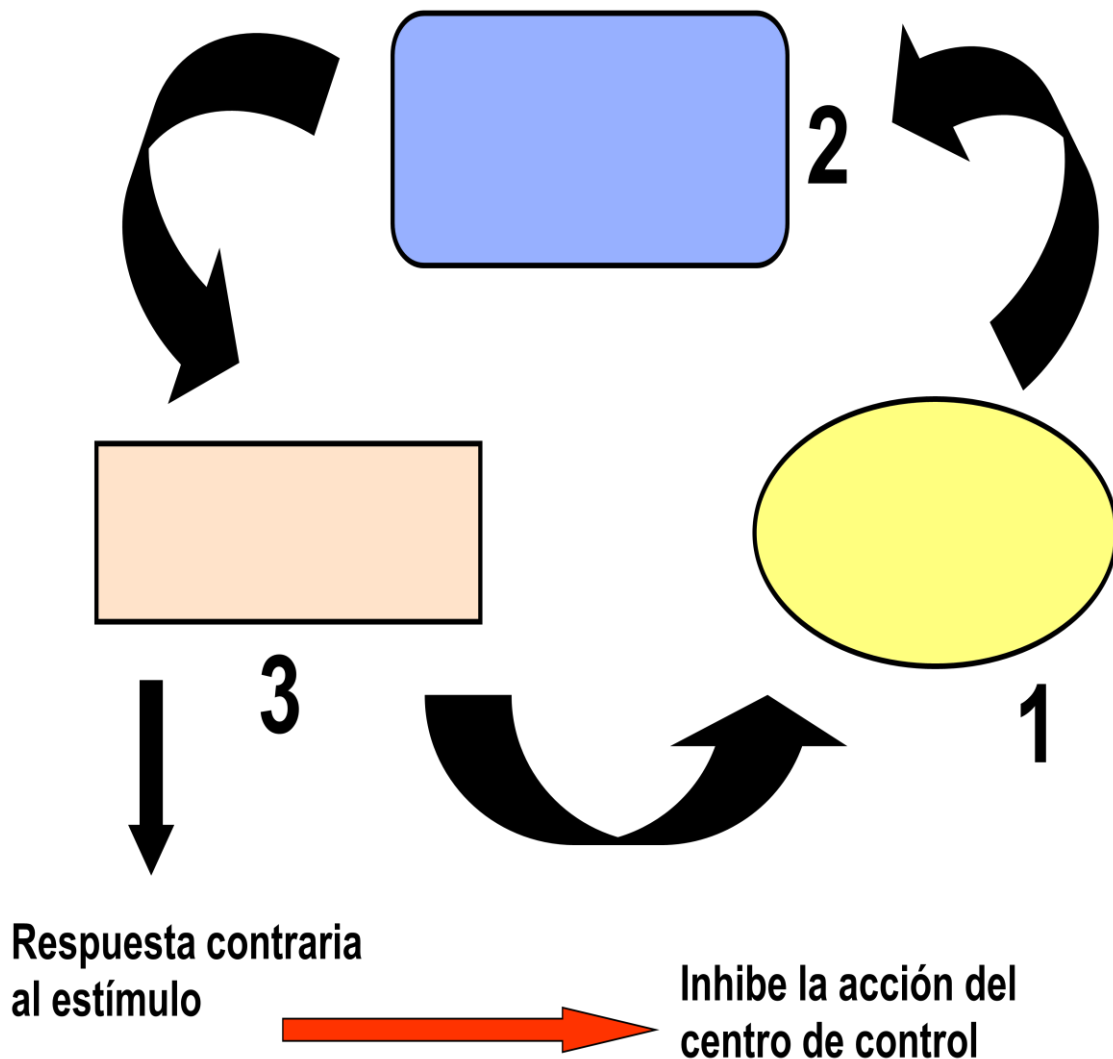 2
3
1
Respuesta contraria
al estímulo
Inhibe la acción del
centro de control